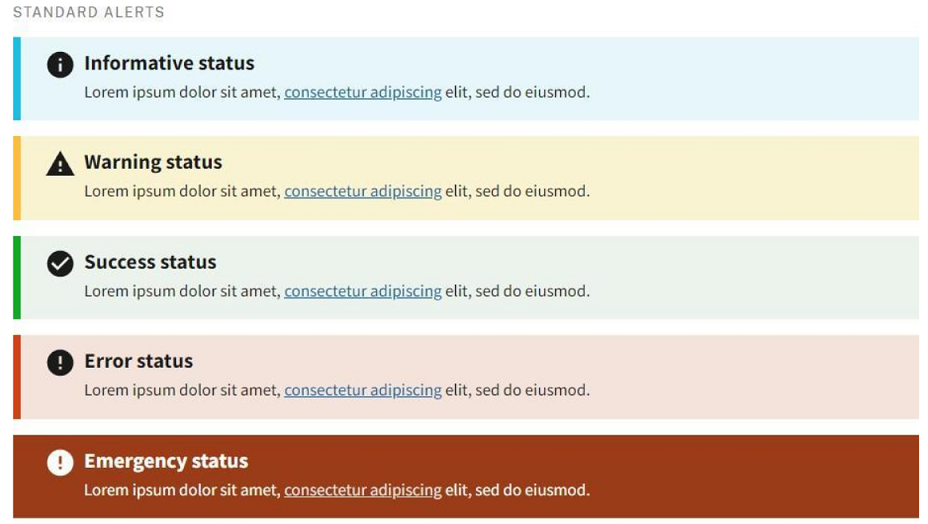 STANDARD ALERTS
Informative status
Lorem ipsum dolor sit amet, consectetur adipiscing elit, sed do eiusmod.
Warning status
Lorem ipsum dolor sit amet, consectetur adipiscing elit, sed do eiusmod.
Success status
Lorem ipsum dolor sit amet, consectetur adipiscing elit, sed do eiusmod.
Error status
Lorem ipsum dolor sit amet, consectetur adipiscing elit, sed do eiusmod.
Emergency status
Lorem ipsum dolor sit amet, consectetur adipiscing elit, sed do eiusmod.